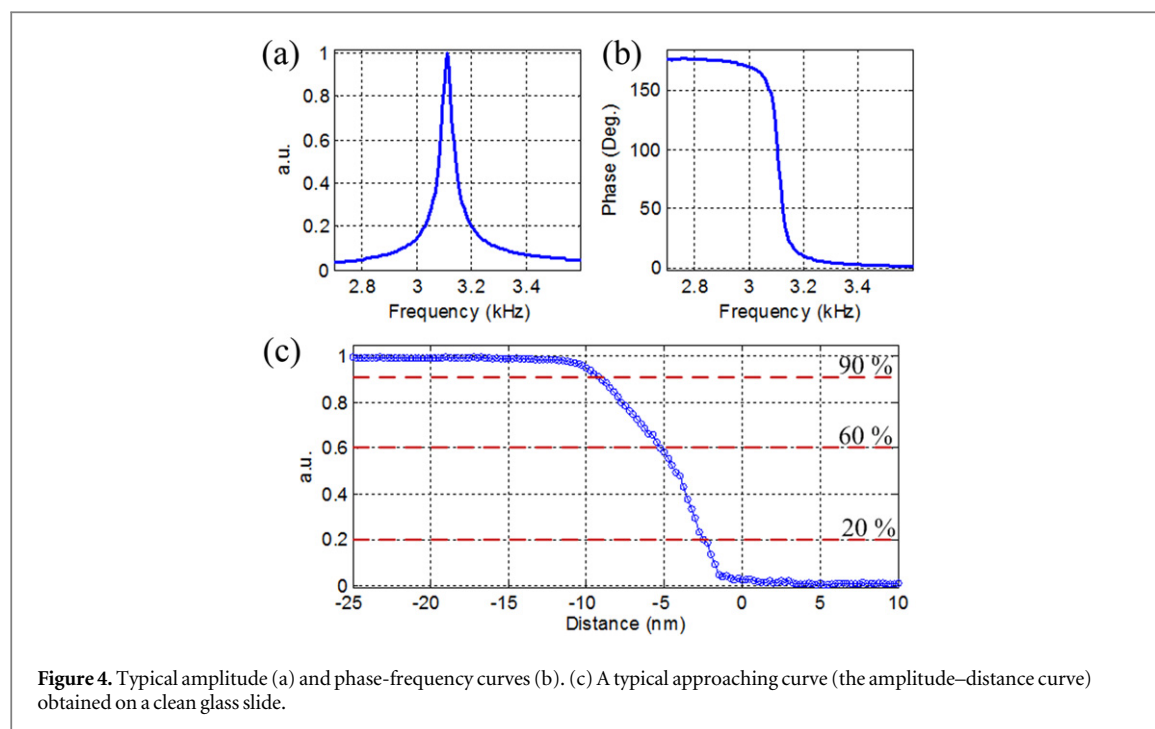 (a)
1
0.8
0.6
0.4
0.2
0
a.u.
2.8 3 3.2 3.4
Frequency (kHz)
(b)
150
100
50
0
Phase (Deg.)
2.8 3 3.2 3.4
Frequency (kHz)
(c)
1
0.8
0.6
0.4
0.2
0
a.u.
90 %
60 %
20 %
-25 -20 -15 -10 -5 0 5 10
Distance (nm)
Figure 4. Typical amplitude (a) and phase-frequency curves (b). (c) A typical approaching curve (the amplitude–distance curve)
obtained on a clean glass slide.